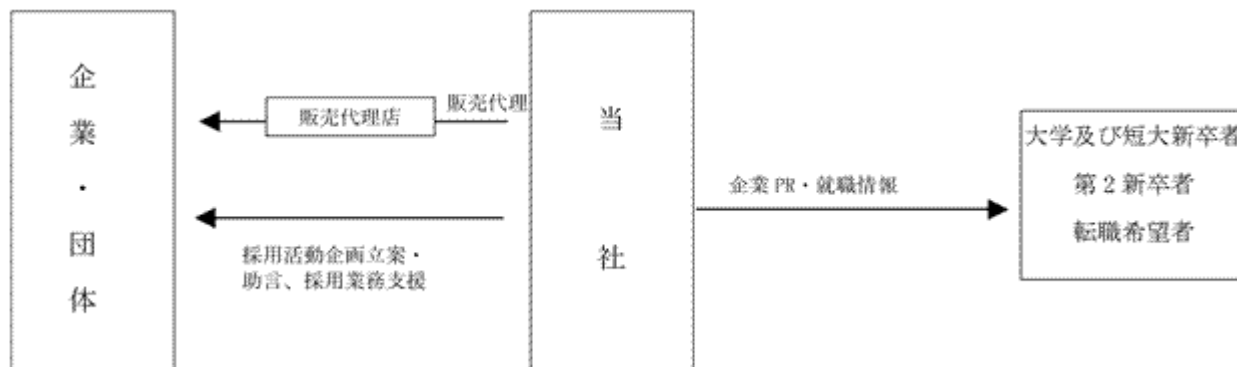 企業・団体
販売代理店
販売代理
採用活動企画立案・
助言、採用業務支援
当社
企業 PR・就職情報
大学及び短大新卒者
第2新卒者
転職希望者